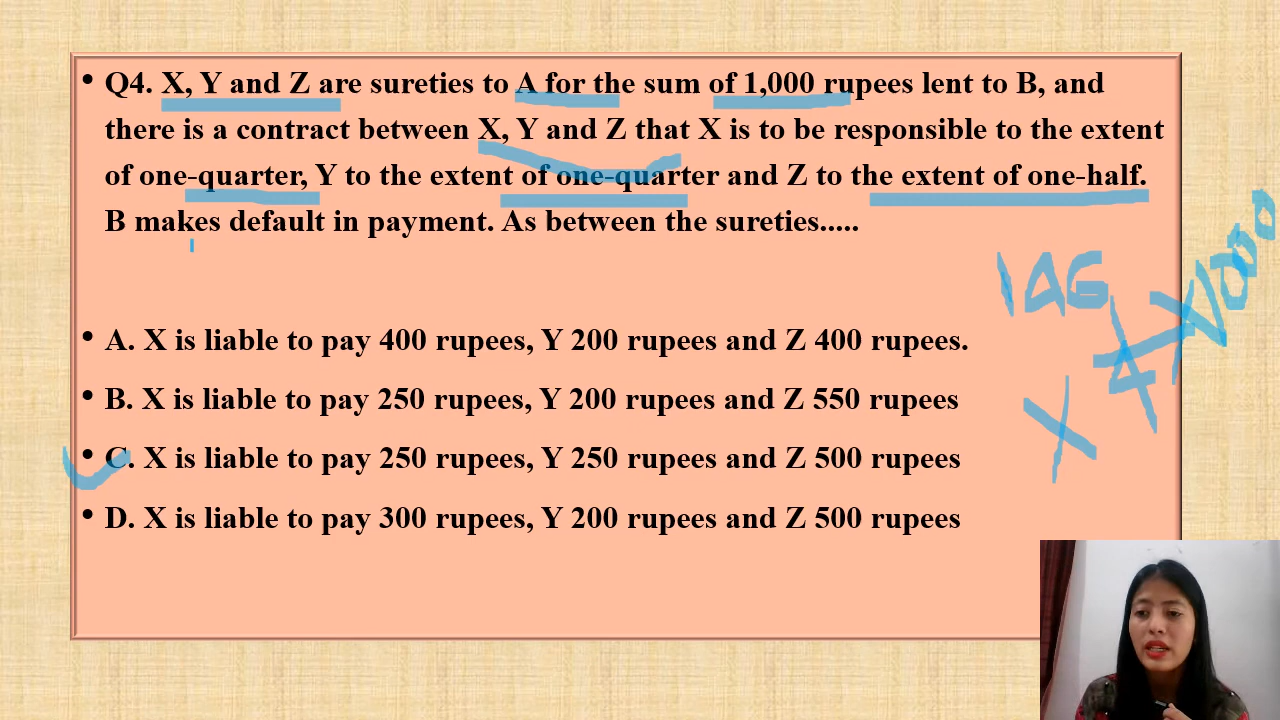 • Q4. X, Y and Z are sureties to A for the sum of 1,000 rupees lent to B, and
there is a contract between X, Y and Z that X is to be responsible to the extent
of one-quarter, Y to the extent of one-quarter and Z to the extent of one-half.
B makes default in payment. As between the sureties.....
146
X 1000
4
X
• A. X is liable to pay 400 rupees, Y 200 rupees and Z 400 rupees.
• B. X is liable to pay 250 rupees, Y 200 rupees and Z 550 rupees
• C. X is liable to pay 250 rupees, Y 250 rupees and Z 500 rupees
• D. X is liable to pay 300 rupees, Y 200 rupees and Z 500 rupees